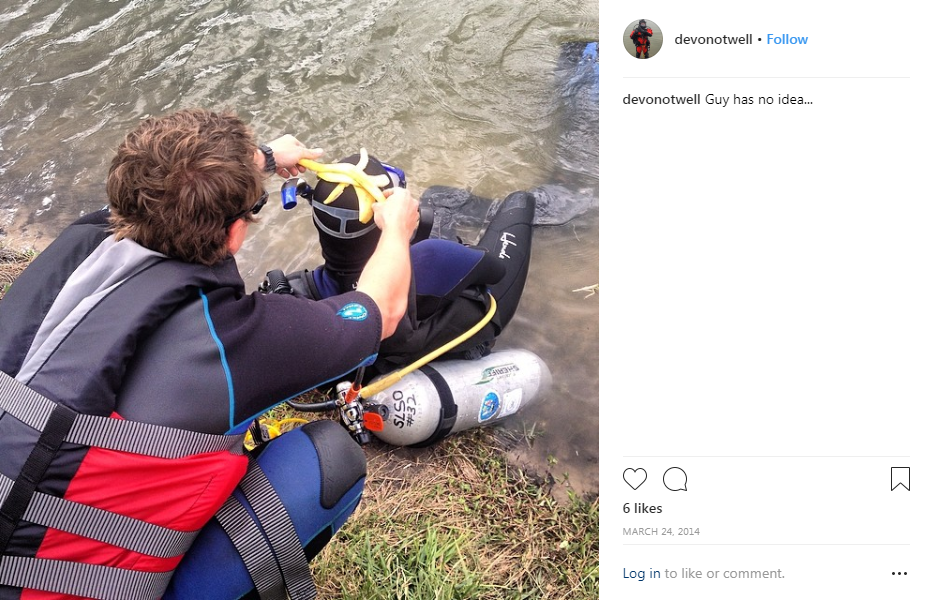 devonotwell • Follow
devonotwell Guy has no idea...
SHERIFF
SLSO
#32
6 likes
MARCH 24, 2014
Log in to like or comment.